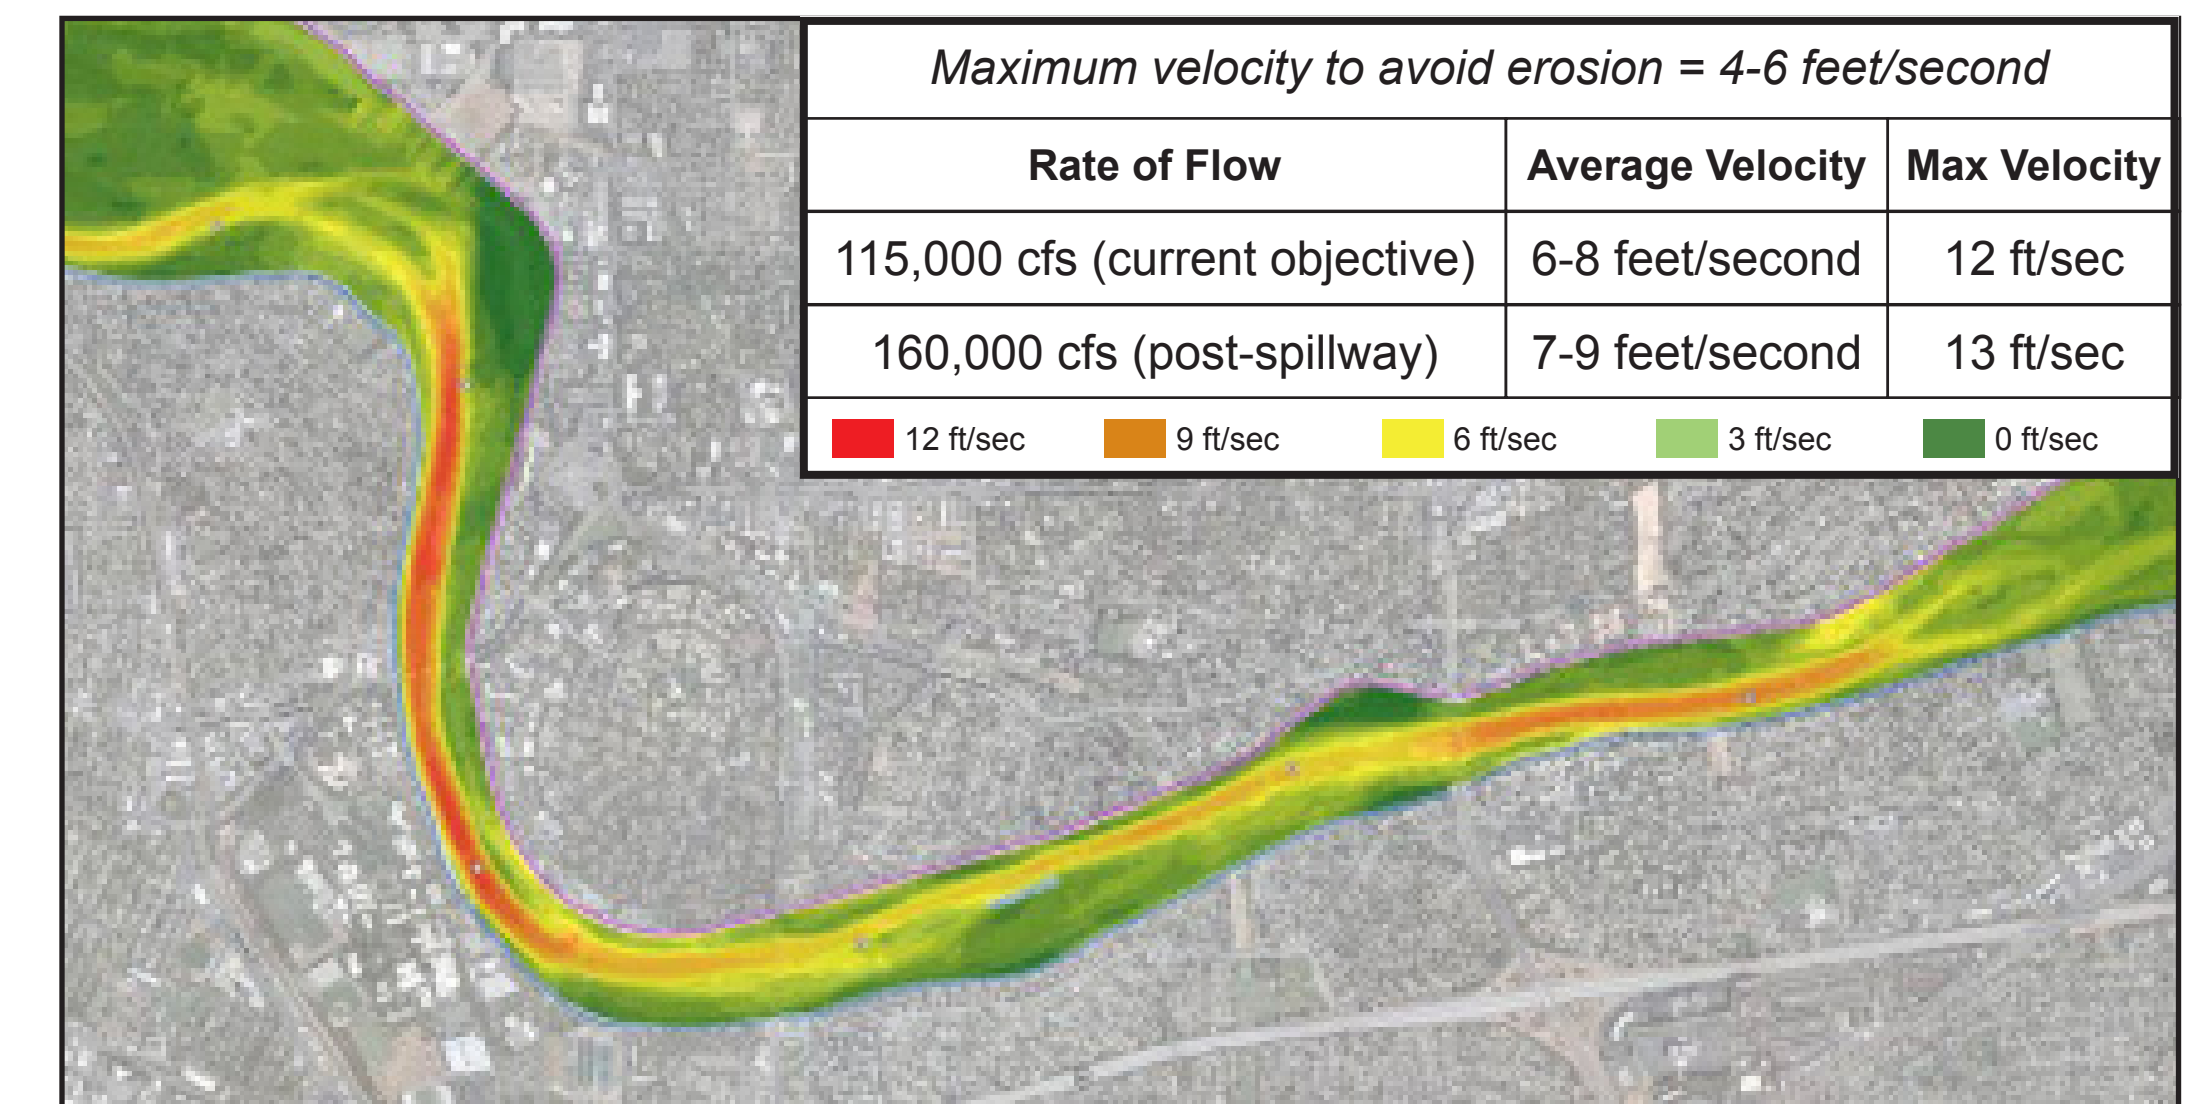 Maximum velocity to avoid erosion = 4-6 feet/second
Rate of Flow Average Velocity Max Velocity
115,000 cfs (current objective) 6-8 feet/second 12 ft/sec
160,000 cfs (post-spillway) 7-9 feet/second 13 ft/sec
12 ft/sec 9 ft/sec 6 ft/sec 3 ft/sec 0 ft/sec